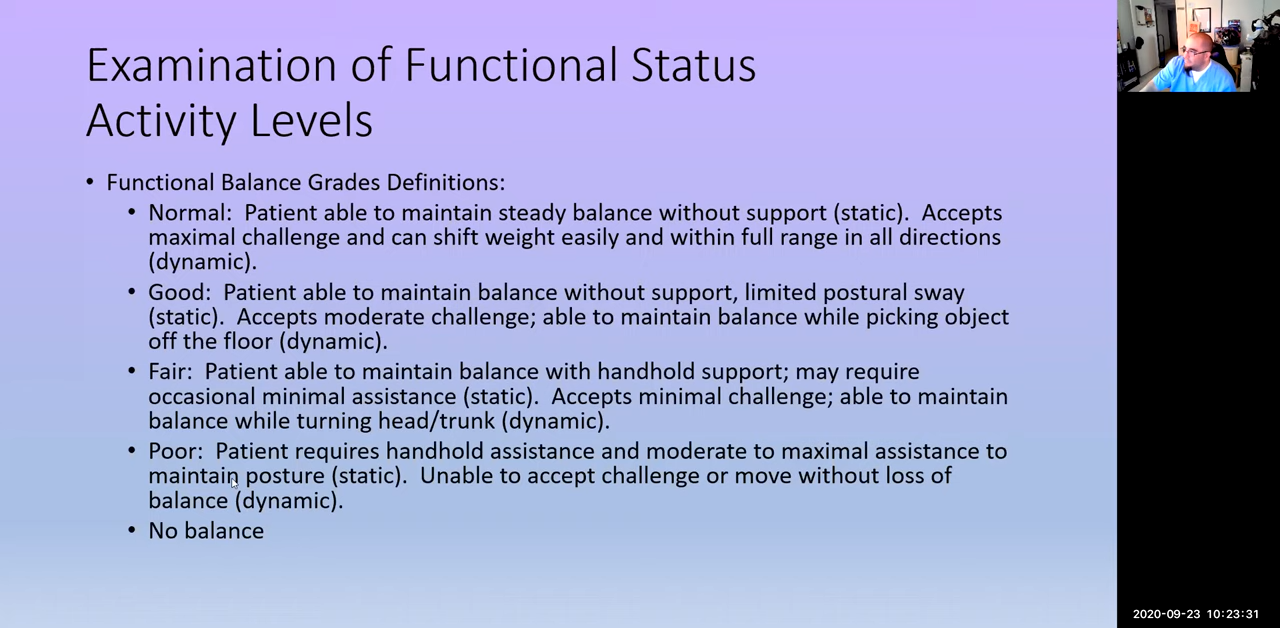 Examination of Functional Status
Activity Levels
• Functional Balance Grades Definitions:
• Normal:  Patient able to maintain steady balance without support (static).  Accepts
maximal challenge and can shift weight easily and within full range in all directions
(dynamic).
• Good:  Patient able to maintain balance without support, limited postural sway
(static).  Accepts moderate challenge; able to maintain balance while picking object
off the floor (dynamic).
• Fair:  Patient able to maintain balance with handhold support; may require
occasional minimal assistance (static).  Accepts minimal challenge; able to maintain
balance while turning head/trunk (dynamic).
• Poor:  Patient requires handhold assistance and moderate to maximal assistance to
maintain posture (static).  Unable to accept challenge or move without loss of
balance (dynamic).
• No balance
2020-09-23 10:23:31